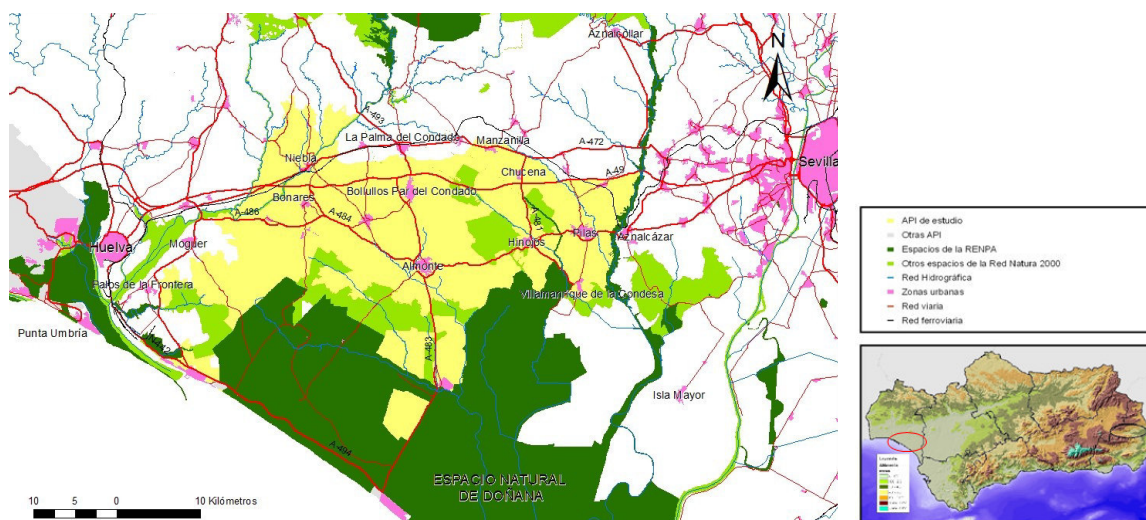 Aznalcóllar
N
A-493
La Palma del Condado
Manzanilla
A-472
Niebla
Sevilla
Chucena
A-49
Bollullos Par del Condado
Bonares
A-486
A-484
A-481
Pilas
Huelva
Moguer
Hinojos
Aznalcázar
Almonte
Palos de la Frontera
Villamanrique de la Condesa
Punta Umbría
N-442
A-483
Isla Mayor
A-494
ESPACIO NATURAL
DE DOÑANA
10 5 0 10 Kilómetros
API de estudio
Otras API
Espacios de la RENPA
Otros espacios de la Red Natura 2000
Red Hidrográfica
Zonas urbanas
Red viaria
Red ferroviaria